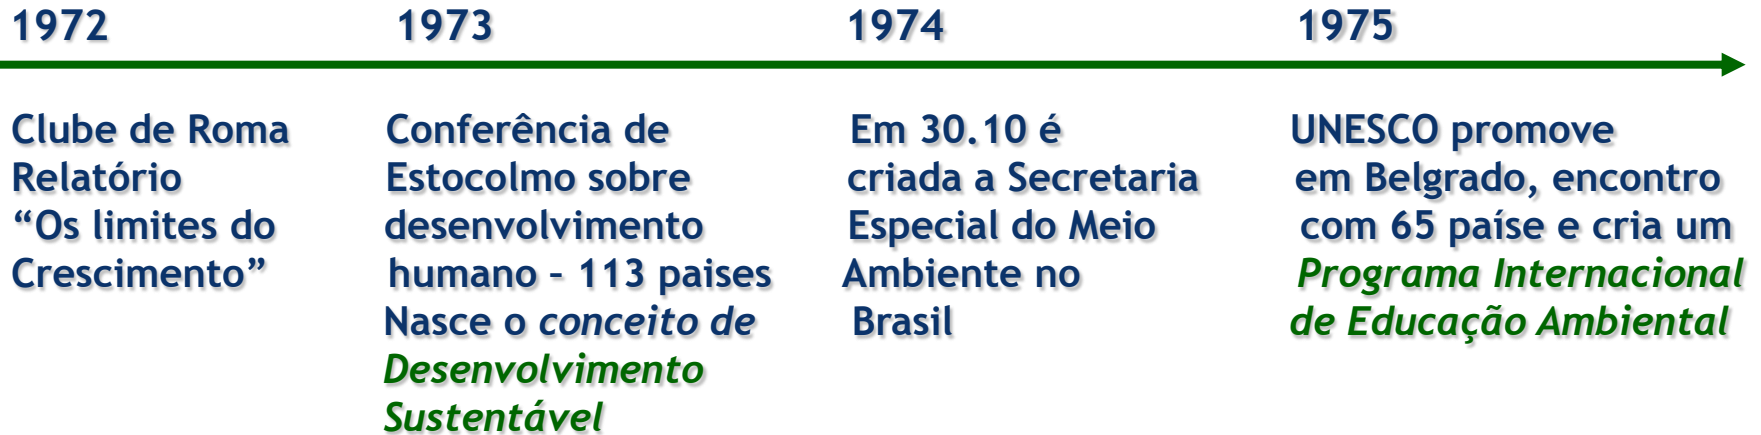 1972
Clube de Roma
Relatório
“Os limites do
Crescimento”
1973
Conferência de
Estocolmo sobre
desenvolvimento
humano – 113 paises
Nasce o conceito de
Desenvolvimento
Sustentável
1974
Em 30.10 é
criada a Secretaria
Especial do Meio
Ambiente no
Brasil
1975
UNESCO promove
em Belgrado, encontro
com 65 paíse e cria um
Programa Internacional
de Educação Ambiental